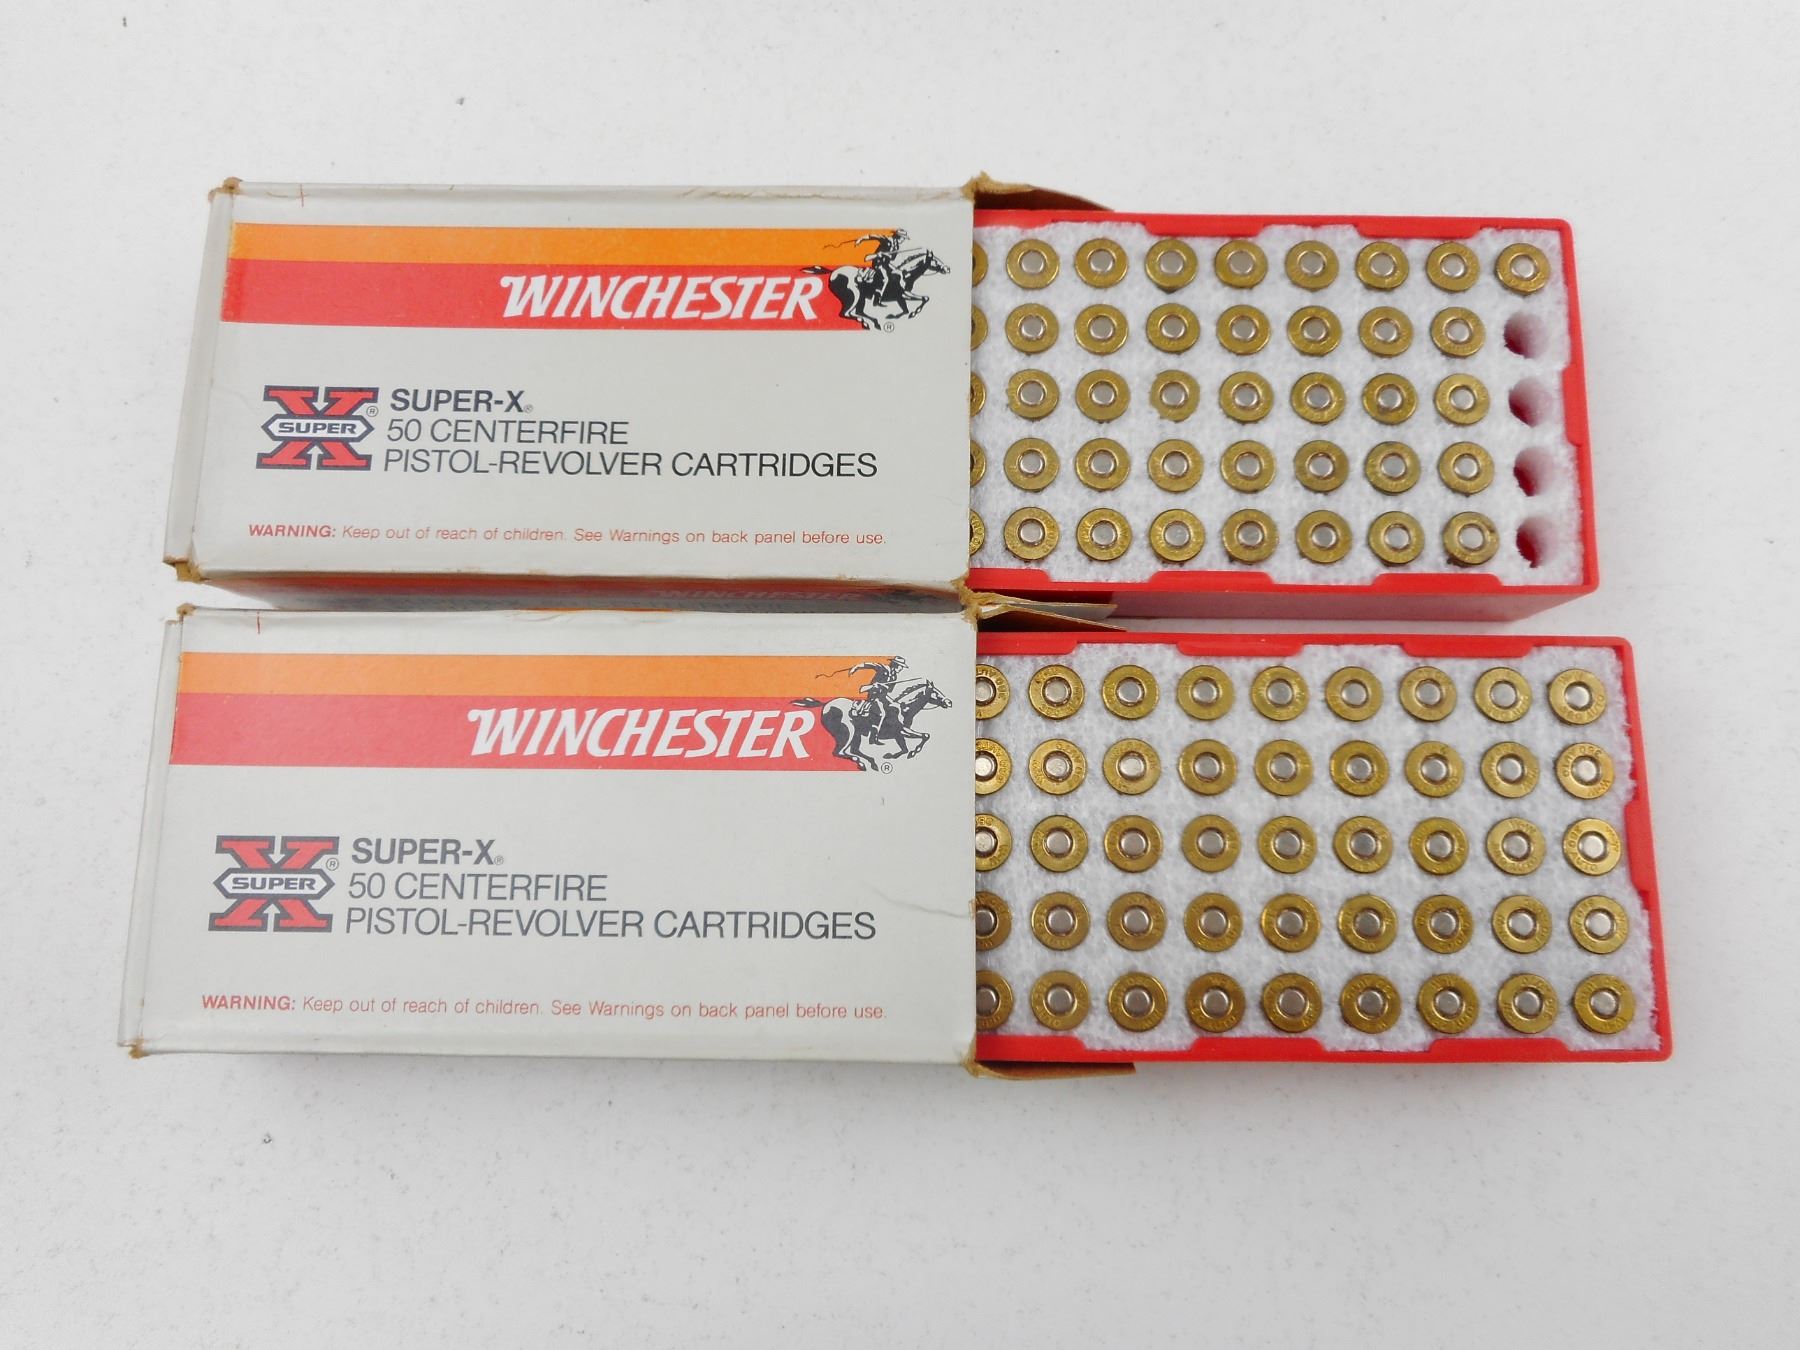 WINCHESTER
®
X®
SUPER
SUPER-X®
50 CENTERFIRE
PISTOL-REVOLVER CARTRIDGES
WARNING: Keep out of reach of children. See Warnings on back panel before use.
WINCHESTER
WINCHESTER
®
X®
SUPER
SUPER-X®
50 CENTERFIRE
PISTOL-REVOLVER CARTRIDGES
WARNING: Keep out of reach of children. See Warnings on back panel before use.